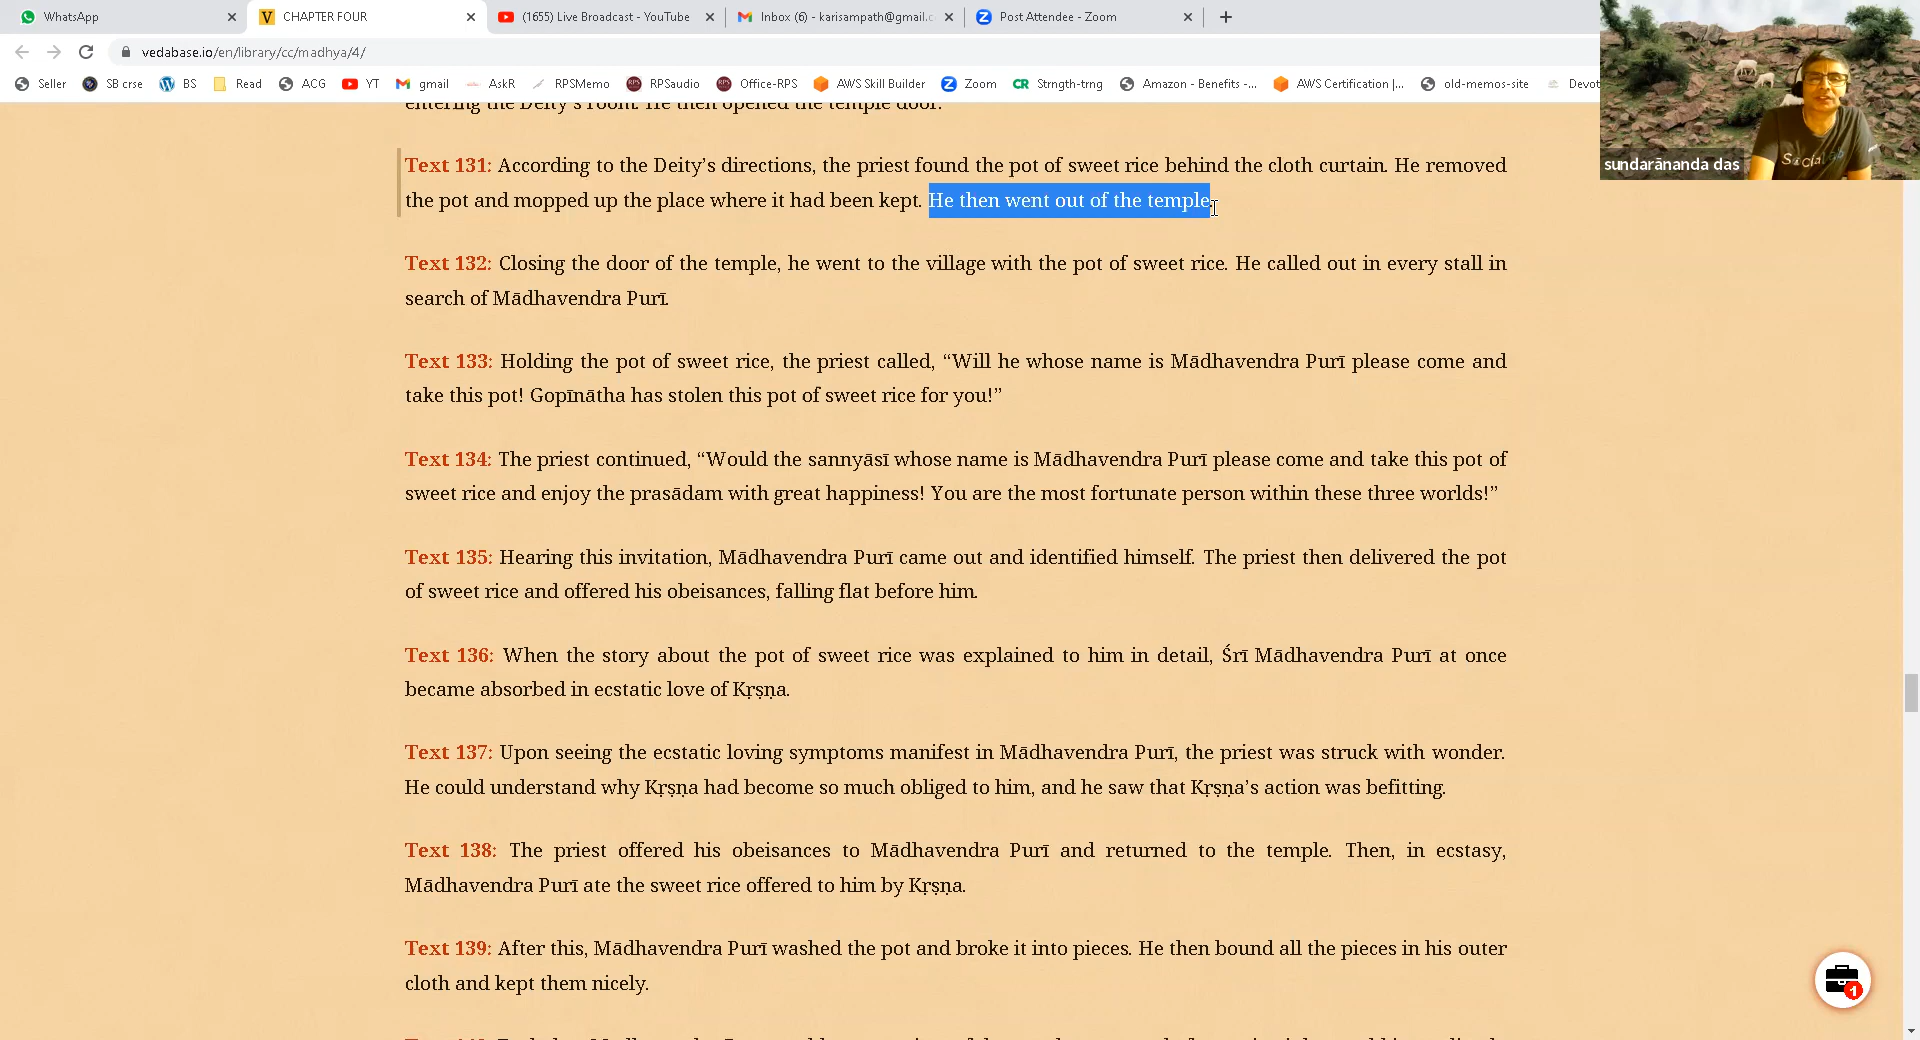 WhatsApp
CHAPTER FOUR
(1655) Live Broadcast - YouTube
Inbox (6) - karisampath@gmail.c
Post Attendee - Zoom
vedabase.io/en/library/cc/madhya/4/
Seller SB crse BS Read ACG YT gmail AskR RPSMemo RPSaudio Office-RPS AWS Skill Builder Zoom Strngth-trng Amazon - Benefits -... AWS Certification |... old-memos-site Devot
sundarānanda das
entering the Deity's room. He then opened the temple door.
Text 131: According to the Deity’s directions, the priest found the pot of sweet rice behind the cloth curtain. He removed
the pot and mopped up the place where it had been kept. He then went out of the temple.
Text 132: Closing the door of the temple, he went to the village with the pot of sweet rice. He called out in every stall in
search of Mādhavendra Purī.
Text 133: Holding the pot of sweet rice, the priest called, “Will he whose name is Mādhavendra Purī please come and
take this pot! Gopīnātha has stolen this pot of sweet rice for you!”
Text 134: The priest continued, “Would the sannyāsī whose name is Mādhavendra Purī please come and take this pot of
sweet rice and enjoy the prasādam with great happiness! You are the most fortunate person within these three worlds!”
Text 135: Hearing this invitation, Mādhavendra Purī came out and identified himself. The priest then delivered the pot
of sweet rice and offered his obeisances, falling flat before him.
Text 136: When the story about the pot of sweet rice was explained to him in detail, Śrī Mādhavendra Purī at once
became absorbed in ecstatic love of Kṛṣṇa.
Text 137: Upon seeing the ecstatic loving symptoms manifest in Mādhavendra Purī, the priest was struck with wonder.
He could understand why Kṛṣṇa had become so much obliged to him, and he saw that Kṛṣṇa’s action was befitting.
Text 138: The priest offered his obeisances to Mādhavendra Purī and returned to the temple. Then, in ecstasy,
Mādhavendra Purī ate the sweet rice offered to him by Kṛṣṇa.
Text 139: After this, Mādhavendra Purī washed the pot and broke it into pieces. He then bound all the pieces in his outer
cloth and kept them nicely.
1